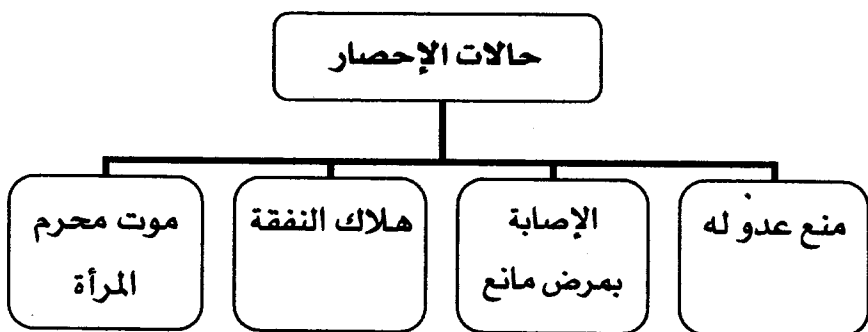 حالات الإحصار
منع عدو له
الإصابة
بمرض مانع
هلاك النفقة
موت محرم
المرأة